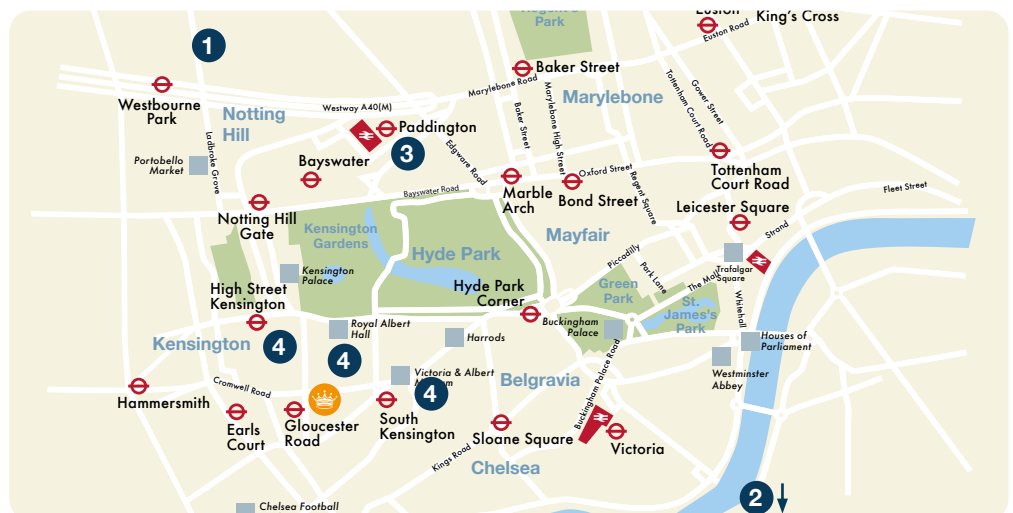 Park
Euston
King's Cross
Euston Road
1
Baker Street
Marylebone Road
Marylebone
Westbourne
Park
Notting
Hill
Westway A40(M)
Paddington
3
Baker Street
Marylebone High Street
Tottenham Court Road
Gower Street
Portobello
Market
Ladbroke Grove
Bayswater
Edgware Road
Oxford Street
Tottenham
Court Road
Bayswater Road
Marble
Arch
Bond Street
Regent Square
Fleet Street
Notting Hill
Gate
Leicester Square
Kensington
Gardens
Hyde Park
Mayfair
Strand
Piccadilly
Park Lane
Trafalgar
Square
Kensington
Palace
The Mall
High Street
Kensington
Hyde Park
Corner
Green
Park
St.
James's
Park
Whitehall
Royal Albert
Hall
Buckingham
Palace
Houses of
Parliament
Kensington
4
4
Harrods
Westminster
Abbey
Victoria & Albert
4
Belgravia
Buckingham Palace Road
Cromwell Road
Hammersmith
Earls
Court
Gloucester
Road
South
Kensington
Sloane Square
Victoria
Kings Road
Chelsea
2
Chelsea Football